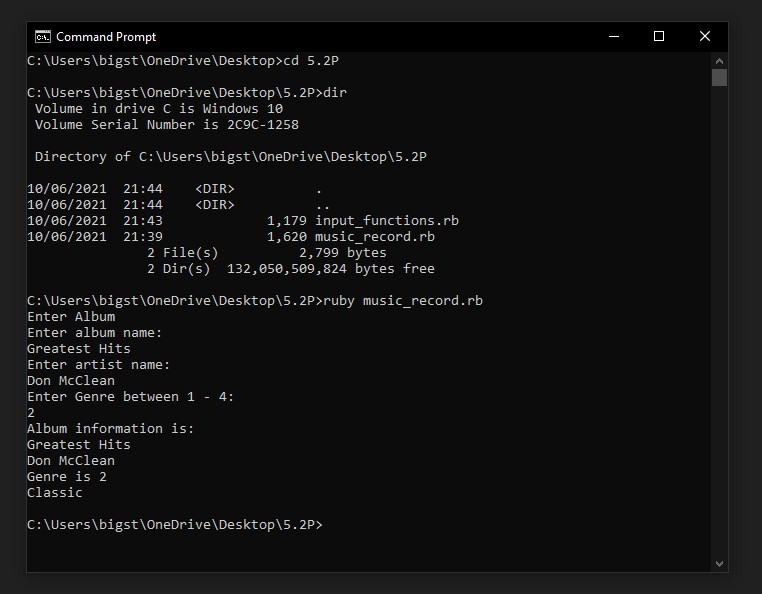 Command Prompt
C:\Users\bigst\OneDrive\Desktop>cd 5.2P
C:\Users\bigst\OneDrive\Desktop\5.2P>dir
 Volume in drive C is Windows 10
 Volume Serial Number is 2C9C-1258
 Directory of C:\Users\bigst\OneDrive\Desktop\5.2P
10/06/2021  21:44    <DIR>          .
10/06/2021  21:44    <DIR>          ..
10/06/2021  21:43             1,179 input_functions.rb
10/06/2021  21:39             1,620 music_record.rb
               2 File(s)          2,799 bytes
               2 Dir(s)  132,050,509,824 bytes free
C:\Users\bigst\OneDrive\Desktop\5.2P>ruby music_record.rb
Enter Album
Enter album name:
Greatest Hits
Enter artist name:
Don McClean
Enter Genre between 1 - 4:
2
Album information is:
Greatest Hits
Don McClean
Genre is 2
Classic
C:\Users\bigst\OneDrive\Desktop\5.2P>